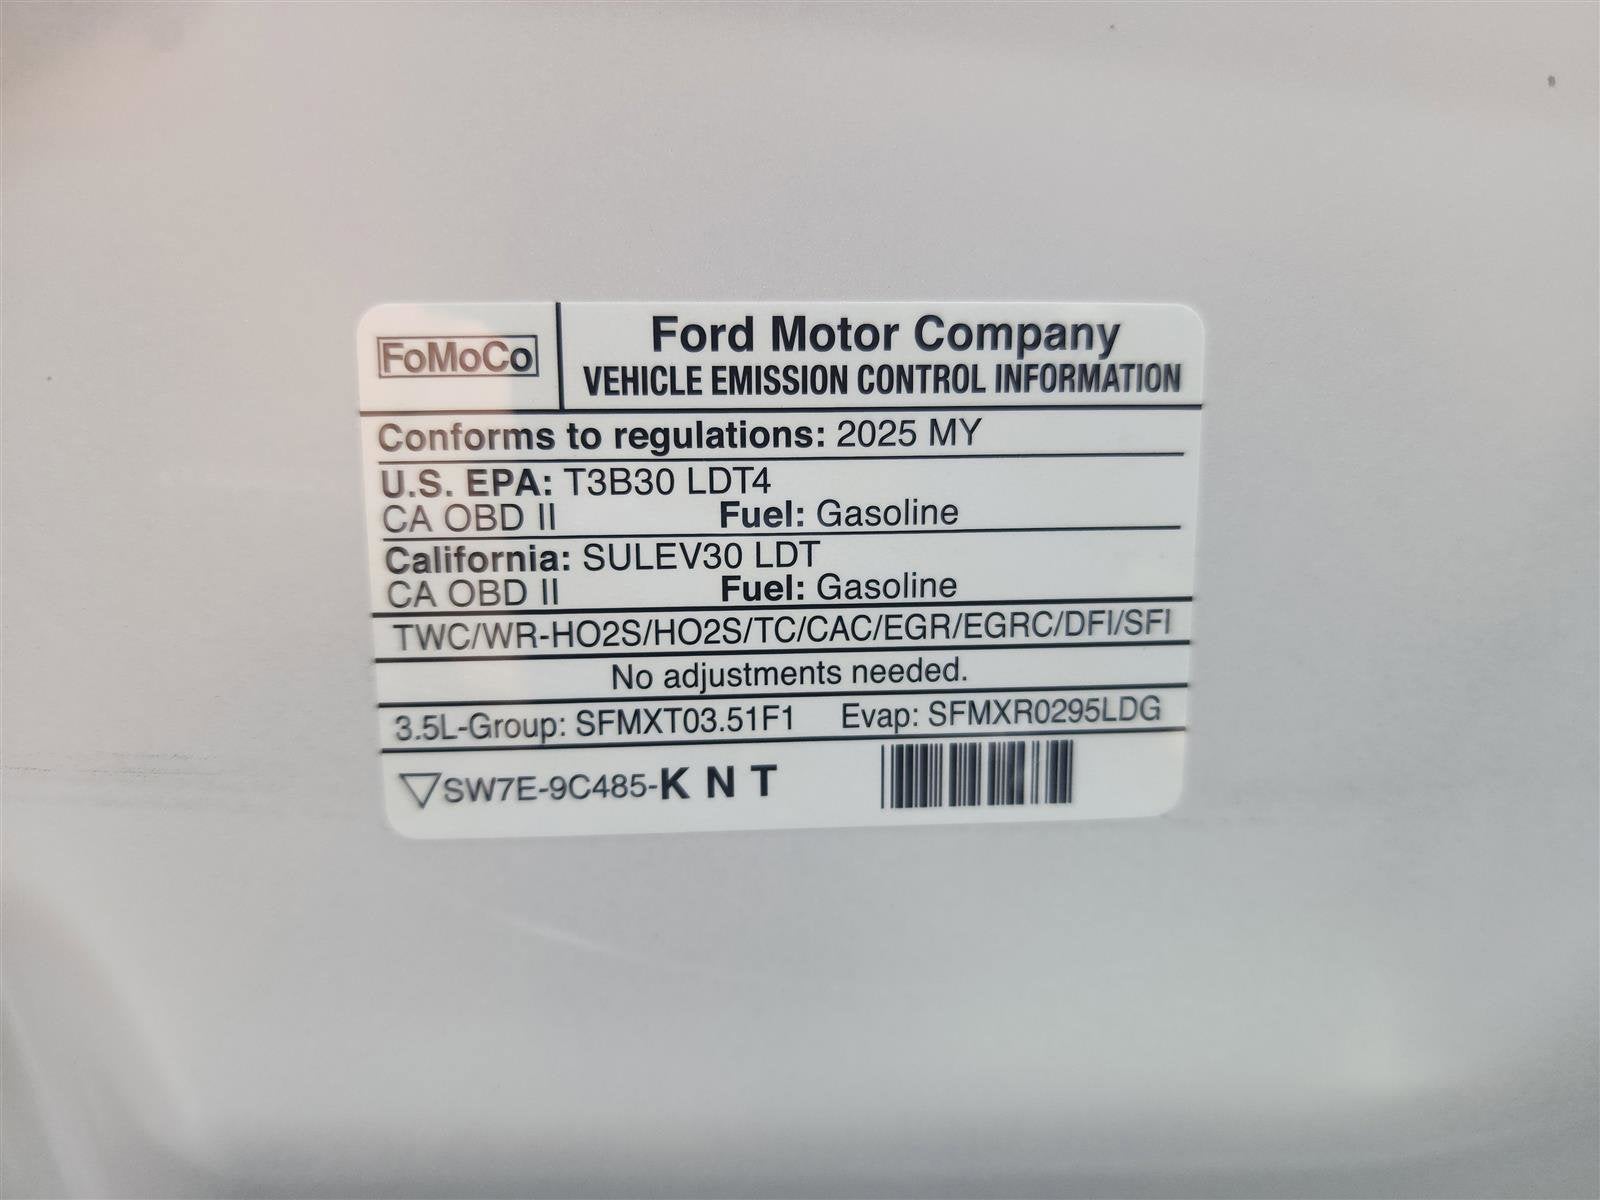 FoMoCo
Ford Motor Company
VEHICLE EMISSION CONTROL INFORMATION
Conforms to regulations: 2025 MY
U.S. EPA: T3B30 LDT4
CA OBD II Fuel: Gasoline
California: SULEV30 LDT
CA OBD II Fuel: Gasoline
TWC/WR-HO2S/HO2S/TC/CAC/EGR/EGRC/DFI/SFI
No adjustments needed.
3.5L-Group: SFMXT03.51F1 Evap: SFMXR0295LDG
▽SW7E-9C485-K N T